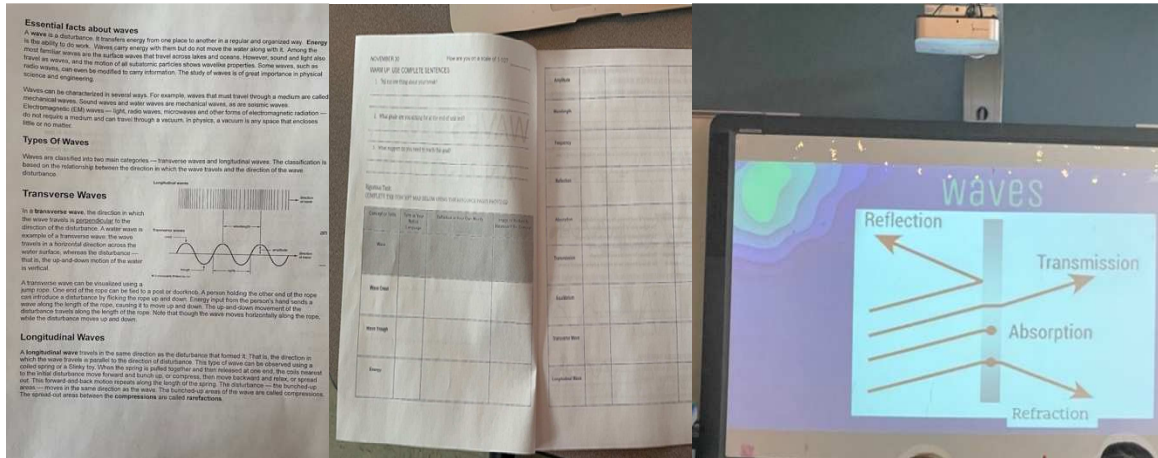 Essential facts about waves
A wave is a disturbance. It transfers energy from one place to another in a regular and organized way. Energy
is the ability to do work. Waves carry energy with them but do not move the water along with it. Among the
most familiar waves are the surface waves that travel across lakes and oceans. However, sound and light also
travel as waves, and the motion of all subatomic particles shows wavelike properties. Some waves, such as
radio waves, can even be modified to carry information. The study of waves is of great importance in physical
science and engineering.
Waves can be characterized in several ways. For example, waves that must travel through a medium are called
mechanical waves. Sound waves and water waves are mechanical waves, as are seismic waves.
Electromagnetic (EM) waves — light, radio waves, microwaves and other forms of electromagnetic radiation —
do not require a medium and can travel through a vacuum. In physics, a vacuum is any space that encloses
little or no matter.
Types Of Waves
Waves are classified into two main categories — transverse waves and longitudinal waves. The classification is
based on the relationship between the direction in which the wave travels and the direction of the wave
disturbance.
Longitudinal waves
Transverse Waves
In a transverse wave, the direction in which
the wave travels is perpendicular to the
direction of the disturbance. A water wave is
example of a transverse wave: the wave
travels in a horizontal direction across the
water surface, whereas the disturbance —
that is, the up-and-down motion of the water
is vertical.
Transverse waves
wavelength
amplitude
trough
A transverse wave can be visualized using a
jump rope. One end of the rope can be tied to a post or doorknob. A person holding the other end of the rope
can introduce a disturbance by flicking the rope up and down. Energy input from the person's hand sends a
wave along the length of the rope, causing it to move up and down. The up-and-down movement of the
disturbance travels along the length of the rope. Note that though the wave moves horizontally along the rope,
while the disturbance moves up and down.
Longitudinal Waves
A longitudinal wave travels in the same direction as the disturbance that formed it. That is, the direction in
which the wave travels is parallel to the direction of disturbance. This type of wave can be observed using a
coiled spring or a Slinky toy. When the spring is pulled together and then released at one end, the coils nearest
to the initial disturbance move forward and bunch up, or compress, then move backward and relax, or spread
out. This forward-and-back motion repeats along the length of the spring. The disturbance — the bunched-up
areas — moves in the same direction as the wave. The bunched-up areas of the wave are called compressions.
The spread-out areas between the compressions are called rarefactions.
NOVEMBER 30
How are you on a scale of 1
WARM UP USE COMPLETE SENTENCES
Wave
Wave Crest
Wave Trough
Energy
Amplitude
Wavelength
Frequency
Reflection
Absorption
Transmission
Transverse Wave
Longitudinal Wave
waves
Reflection
Transmission
Absorption
Refraction